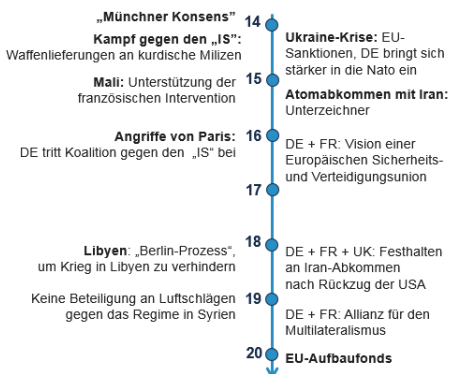 „Münchner Konsens”
14
Kampf gegen den „IS”:
Waffenlieferungen an kurdische Milizen
Ukraine-Krise: EU-
Sanktionen, DE bringt sich
stärker in die Nato ein
15
Mali: Unterstützung der
französischen Intervention
Atomabkommen mit Iran:
Unterzeichner
16
Angriffe von Paris:
DE tritt Koalition gegen den „IS” bei
DE + FR: Vision einer
Europäischen Sicherheits-
und Verteidigungsunion
17
18
Libyen: „Berlin-Prozess“,
um Krieg in Libyen zu verhindern
DE + FR + UK: Festhalten
an Iran-Abkommen
nach Rückzug der USA
19
Keine Beteiligung an Luftschlägen
gegen das Regime in Syrien
DE + FR: Allianz für den
Multilateralismus
20
EU-Aufbaufonds